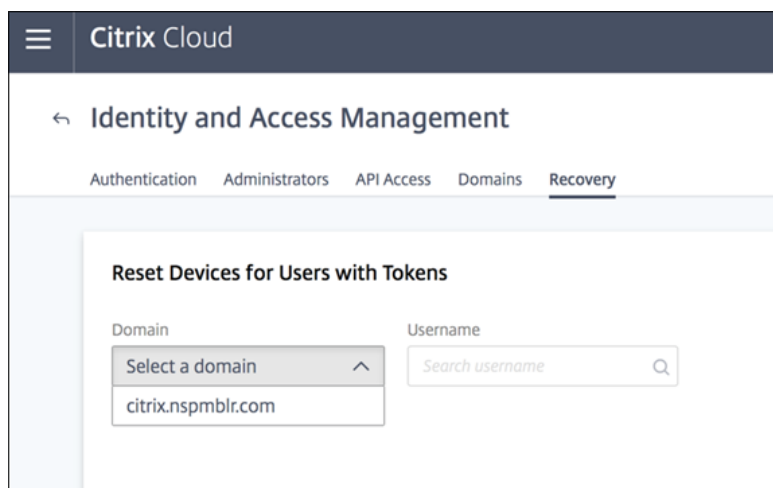 Citrix Cloud
Identity and Access Management
Authentication Administrators API Access Domains Recovery
Reset Devices for Users with Tokens
Domain Username
Select a domain Search username
citrix.nspmblr.com